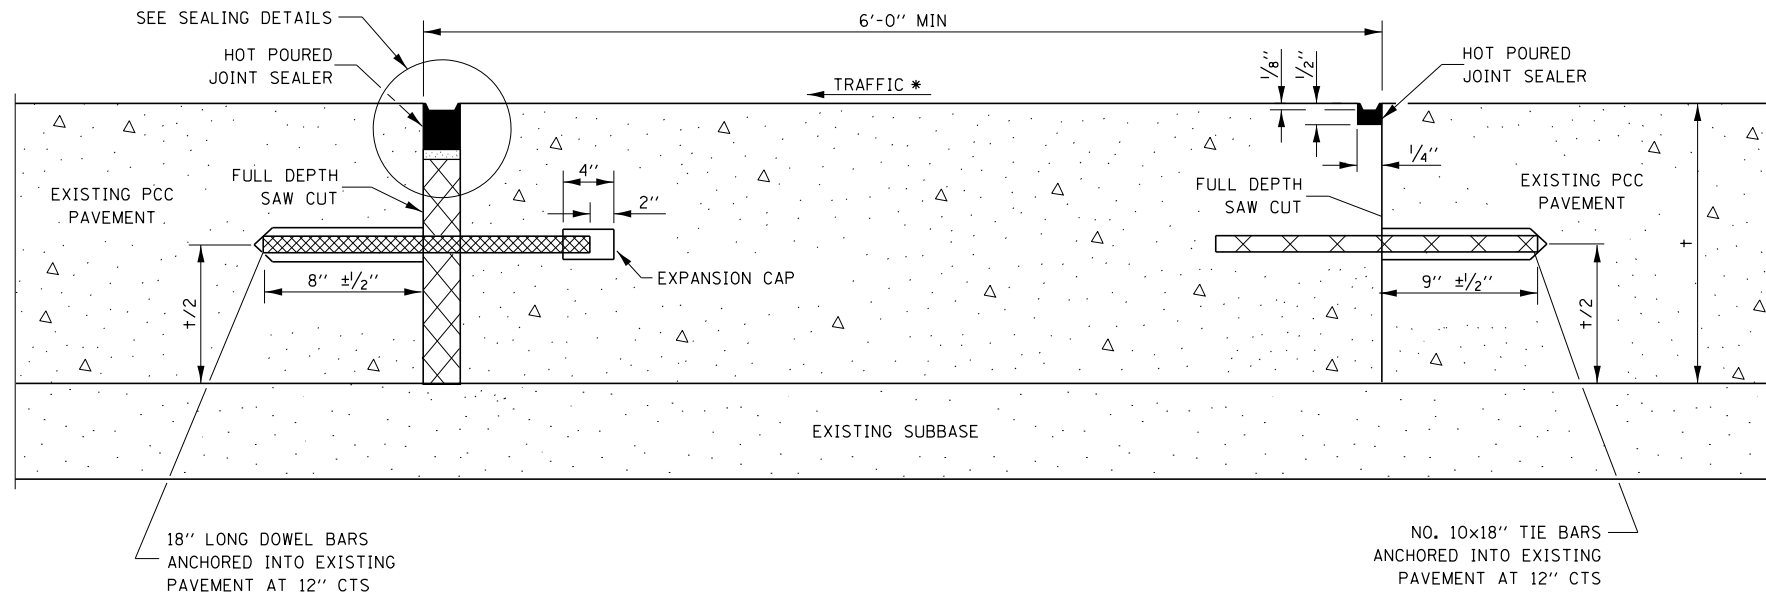 SEE SEALING DETAILS
6'-0" MIN
HOT POURED
JOINT SEALER
TRAFFIC *
1/8"
1/2"
HOT POURED
JOINT SEALER
EXISTING PCC
PAVEMENT
FULL DEPTH
SAW CUT
4"
2"
FULL DEPTH
SAW CUT
1/4"
EXISTING PCC
PAVEMENT
EXPANSION CAP
8" ±1/2"
9" ±1/2"
t/2
t/2
t
EXISTING SUBBASE
18" LONG DOWEL BARS
ANCHORED INTO EXISTING
PAVEMENT AT 12" CTS
NO. 10x18" TIE BARS
ANCHORED INTO EXISTING
PAVEMENT AT 12" CTS